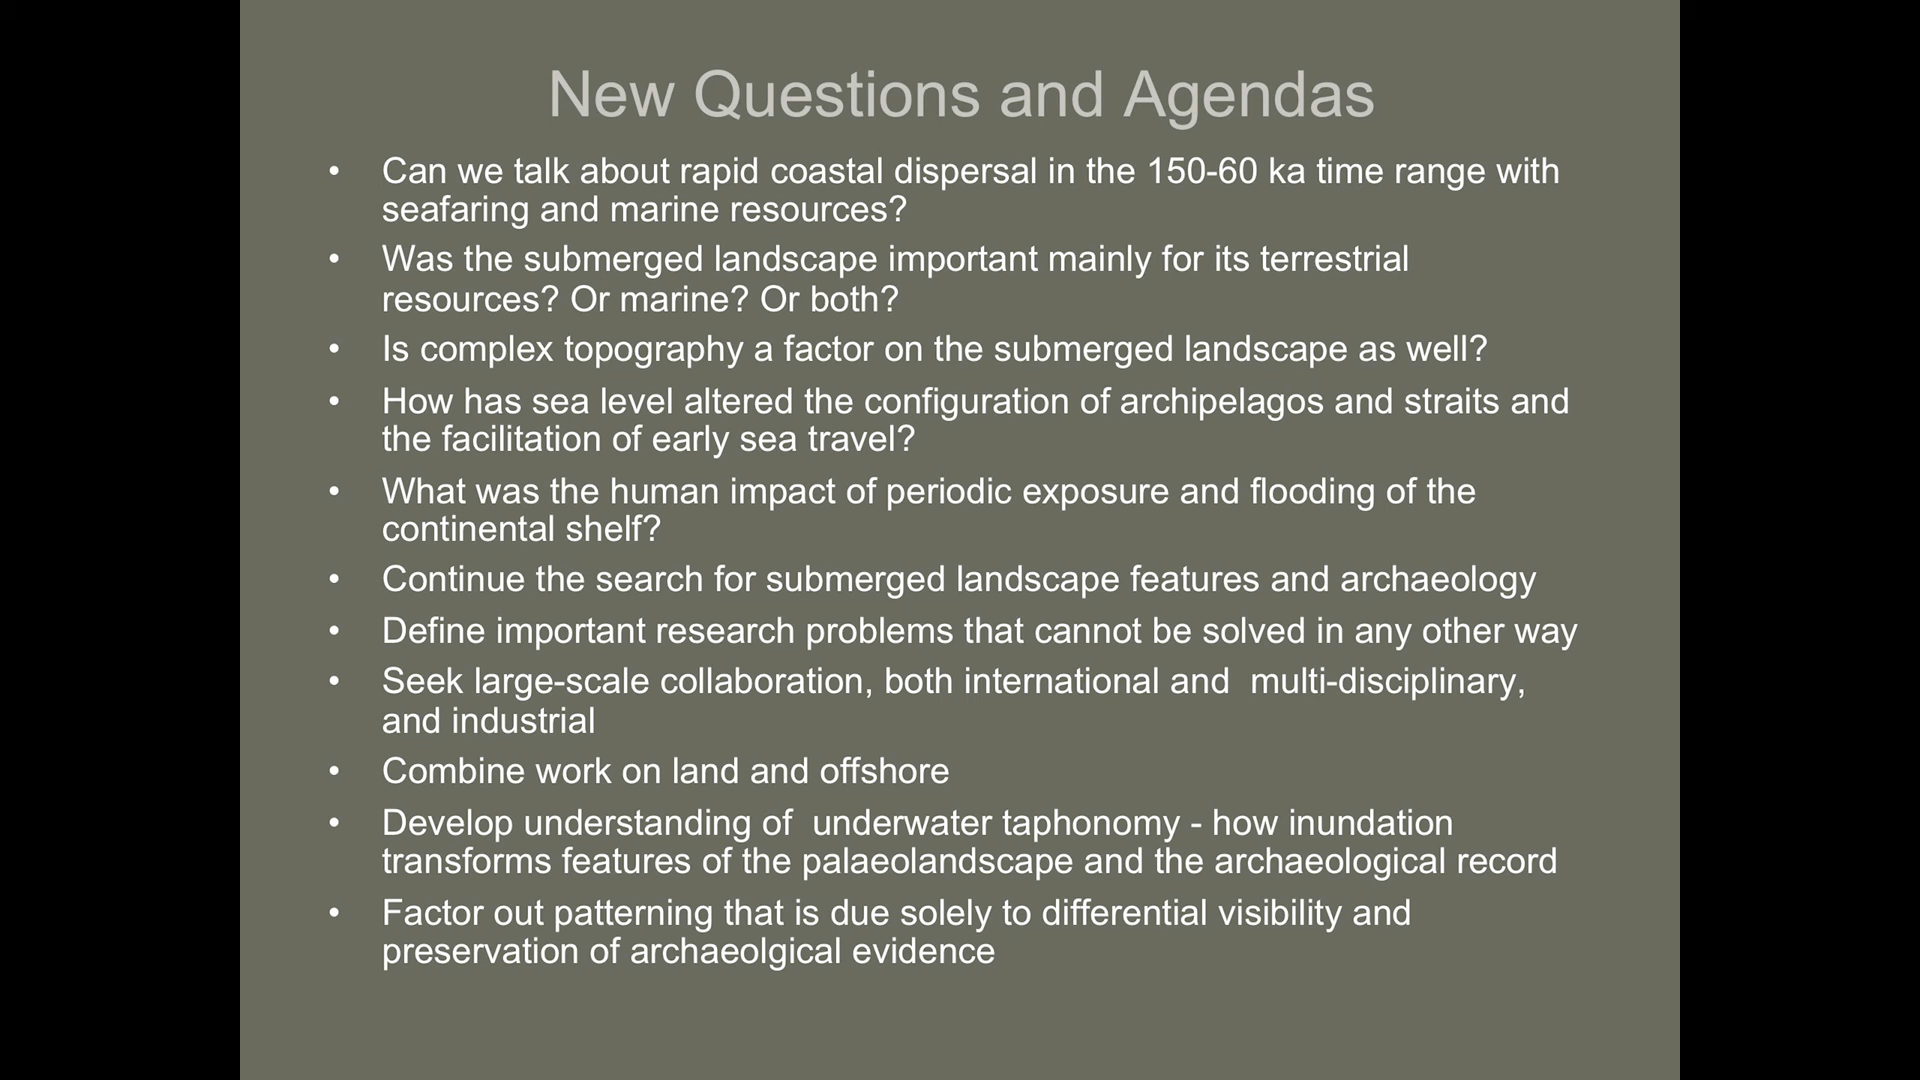 New Questions and Agendas
• Can we talk about rapid coastal dispersal in the 150-60 ka time range with
seafaring and marine resources?
• Was the submerged landscape important mainly for its terrestrial
resources? Or marine? Or both?
• Is complex topography a factor on the submerged landscape as well?
• How has sea level altered the configuration of archipelagos and straits and
the facilitation of early sea travel?
• What was the human impact of periodic exposure and flooding of the
continental shelf?
• Continue the search for submerged landscape features and archaeology
• Define important research problems that cannot be solved in any other way
• Seek large-scale collaboration, both international and  multi-disciplinary,
and industrial
• Combine work on land and offshore
• Develop understanding of  underwater taphonomy - how inundation
transforms features of the palaeolandscape and the archaeological record
• Factor out patterning that is due solely to differential visibility and
preservation of archaeolgical evidence